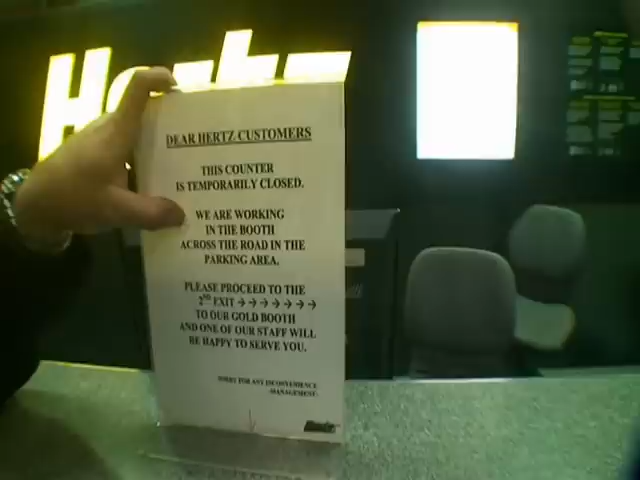 Hertz
DEAR HERTZ CUSTOMERS
THIS COUNTER
IS TEMPORARILY CLOSED.
WE ARE WORKING
IN THE BOOTH
ACROSS THE ROAD IN THE
PARKING AREA.
PLEASE PROCEED TO THE
2ND EXIT →→→→→→→
TO OUR GOLD BOOTH
AND ONE OF OUR STAFF WILL
BE HAPPY TO SERVE YOU.
SORRY FOR ANY INCONVENIENCE
MANAGEMENT
Hertz